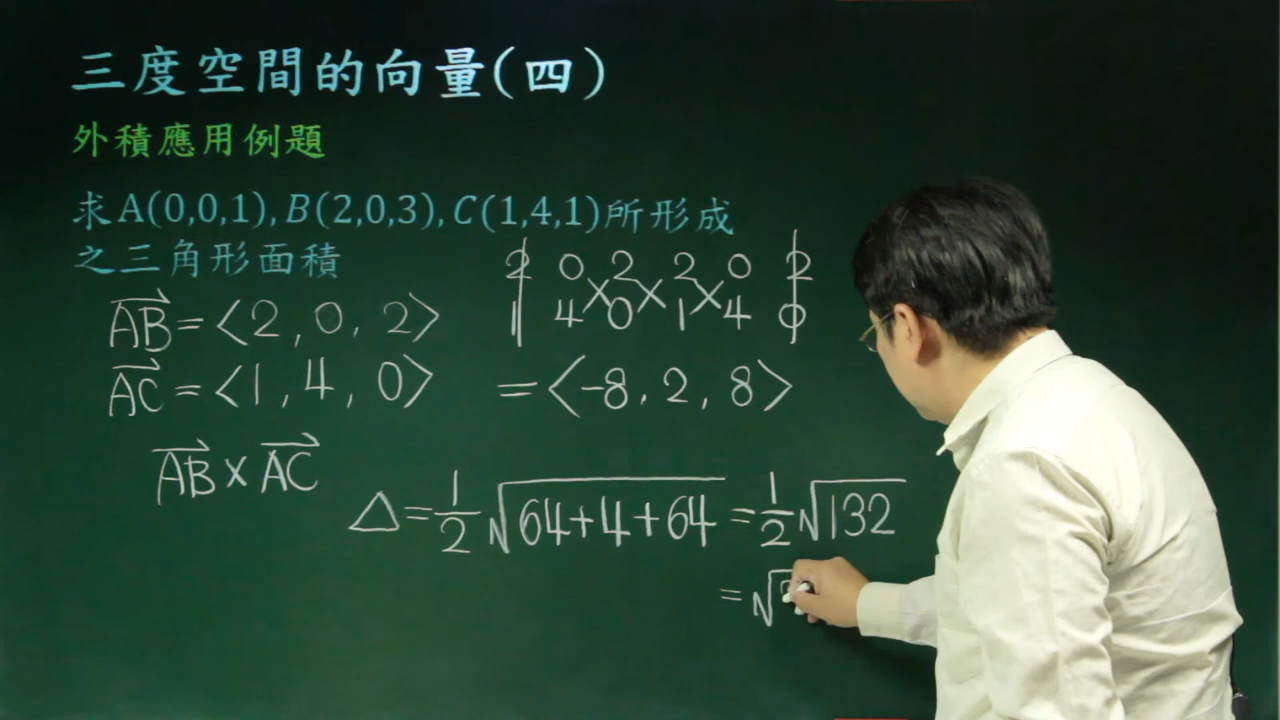 三度空間的向量(四)
外積應用例題
求A(0,0,1),B(2,0,3),C(1,4,1)所形成
之三角形面積
2 0 2 2 0 2
1 4 0 1 4 0
AB=<2,0,2>
AC=<1,4,0>
=<-8,2,8>
AB×AC
△=1/2√64+4+64=1/2√132
=√